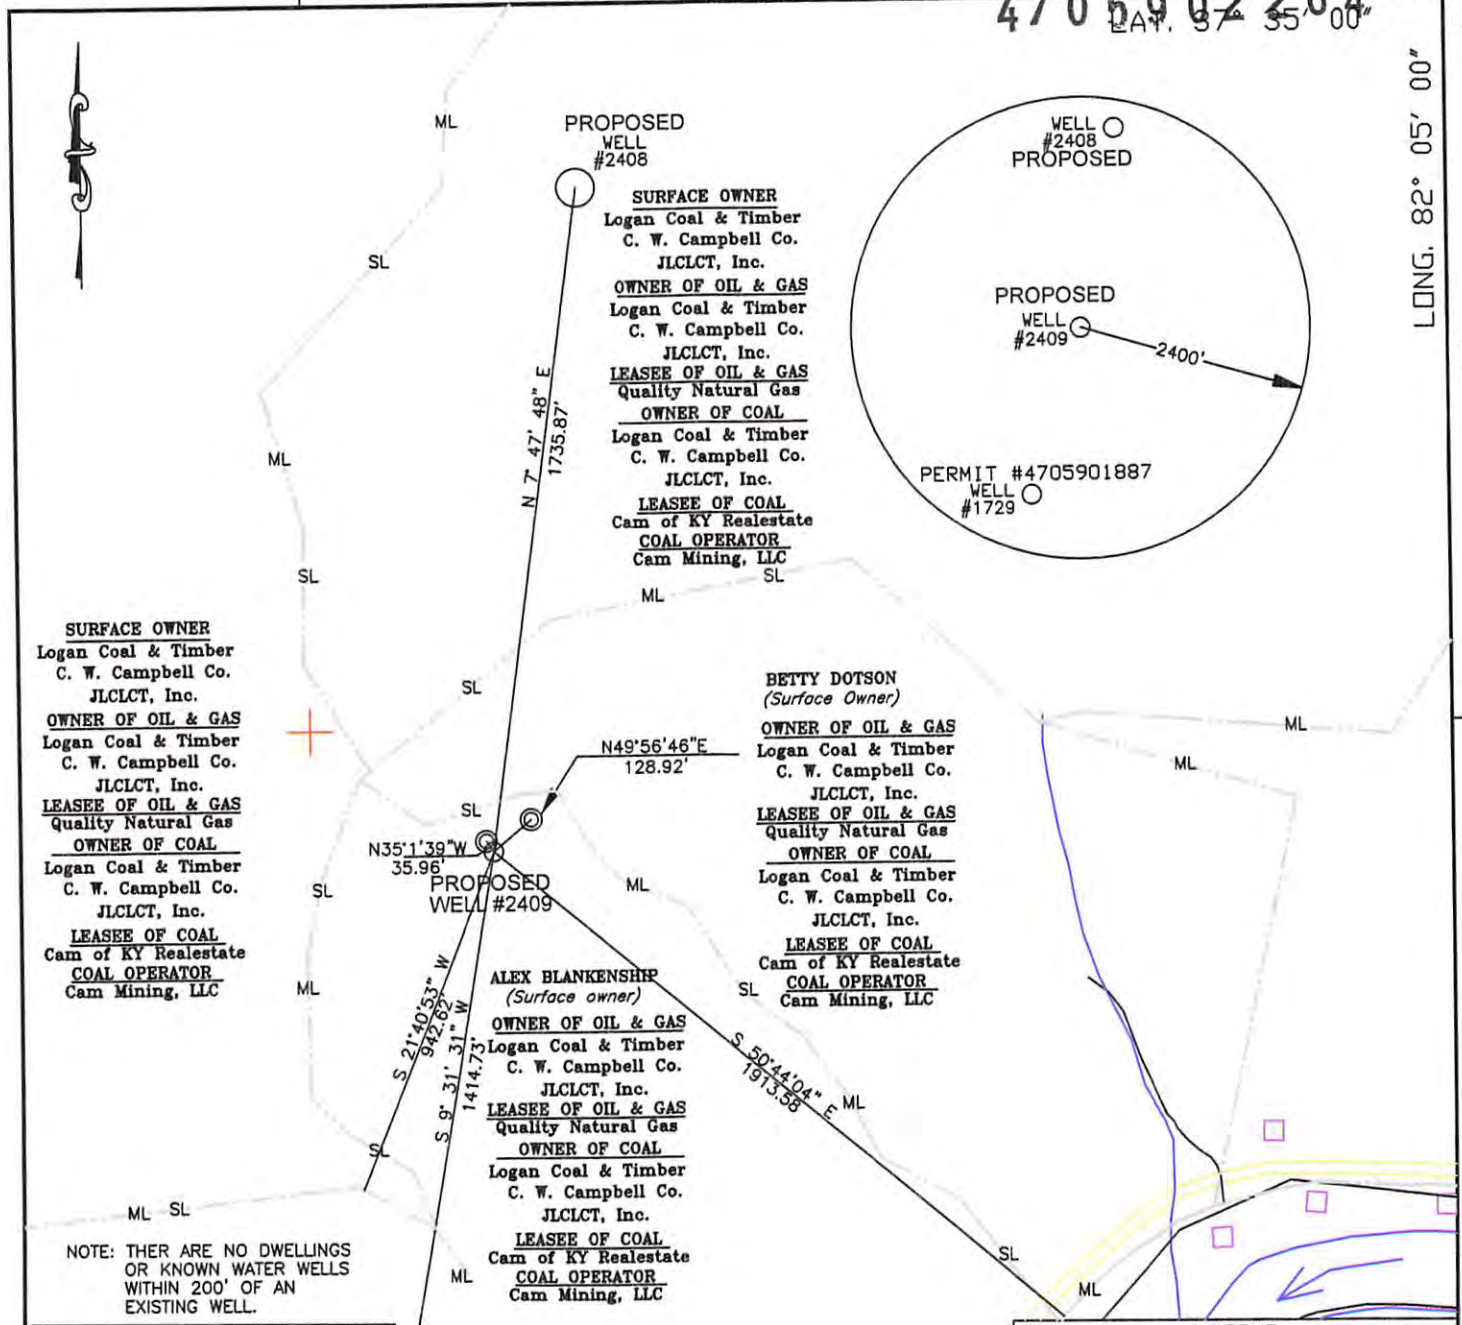 4705902264
LAT. 37° 35' 00"
LONG. 82° 05' 00"
ML
PROPOSED
WELL
#2408
SURFACE OWNER
Logan Coal & Timber
C. W. Campbell Co.
JLCLCT, Inc.
OWNER OF OIL & GAS
Logan Coal & Timber
C. W. Campbell Co.
JLCLCT, Inc.
LEASEE OF OIL & GAS
Quality Natural Gas
OWNER OF COAL
Logan Coal & Timber
C. W. Campbell Co.
JLCLCT, Inc.
LEASEE OF COAL
Cam of KY Realestate
COAL OPERATOR
Cam Mining, LLC
WELL
#2408
PROPOSED
PROPOSED
WELL
#2409
2400'
PERMIT #4705901887
WELL
#1729
SL
N 7° 47' 48" E
1735.87'
ML
SL
SL
ML
SL
SURFACE OWNER
Logan Coal & Timber
C. W. Campbell Co.
JLCLCT, Inc.
OWNER OF OIL & GAS
Logan Coal & Timber
C. W. Campbell Co.
JLCLCT, Inc.
LEASEE OF OIL & GAS
Quality Natural Gas
OWNER OF COAL
Logan Coal & Timber
C. W. Campbell Co.
JLCLCT, Inc.
LEASEE OF COAL
Cam of KY Realestate
COAL OPERATOR
Cam Mining, LLC
N49°56'46"E
128.92'
SL
N35°1'39"W
35.96'
PROPOSED
WELL #2409
BETTY DOTSON
(Surface Owner)
OWNER OF OIL & GAS
Logan Coal & Timber
C. W. Campbell Co.
JLCLCT, Inc.
LEASEE OF OIL & GAS
Quality Natural Gas
OWNER OF COAL
Logan Coal & Timber
C. W. Campbell Co.
JLCLCT, Inc.
LEASEE OF COAL
Cam of KY Realestate
COAL OPERATOR
Cam Mining, LLC
ML
ML
ML
SL
SL
ML
S 21°40'53" W
942.62'
S 9° 31' 31" W
1414.73'
ALEX BLANKENSHIP
(Surface owner)
OWNER OF OIL & GAS
Logan Coal & Timber
C. W. Campbell Co.
JLCLCT, Inc.
LEASEE OF OIL & GAS
Quality Natural Gas
OWNER OF COAL
Logan Coal & Timber
C. W. Campbell Co.
JLCLCT, Inc.
LEASEE OF COAL
Cam of KY Realestate
COAL OPERATOR
Cam Mining, LLC
S 50°44'04" E
1913.58
ML
SL
ML SL
ML
SL
ML
NOTE: THER ARE NO DWELLINGS
OR KNOWN WATER WELLS
WITHIN 200' OF AN
EXISTING WELL.